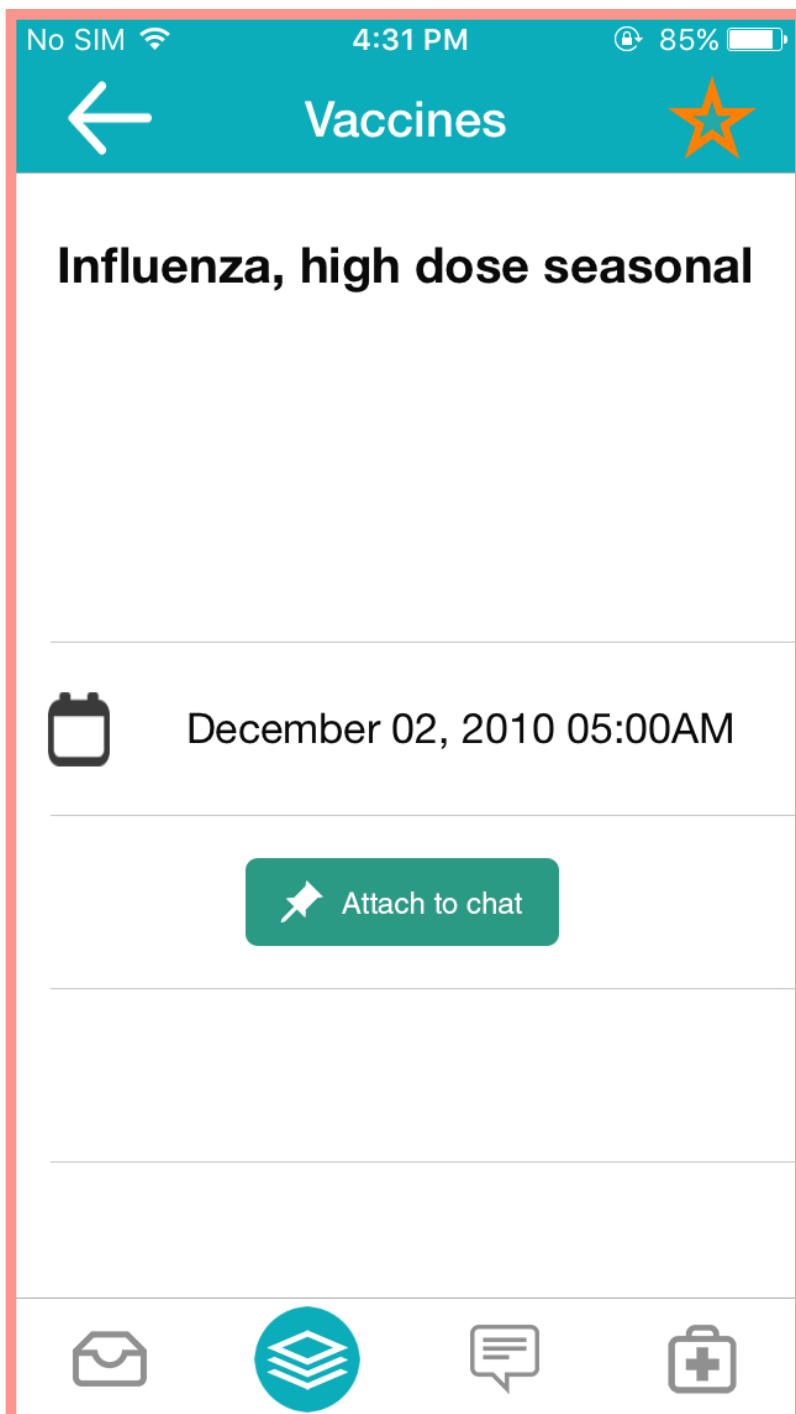 No SIM 4:31 PM 85%
Vaccines
Influenza, high dose seasonal
December 02, 2010 05:00AM
Attach to chat